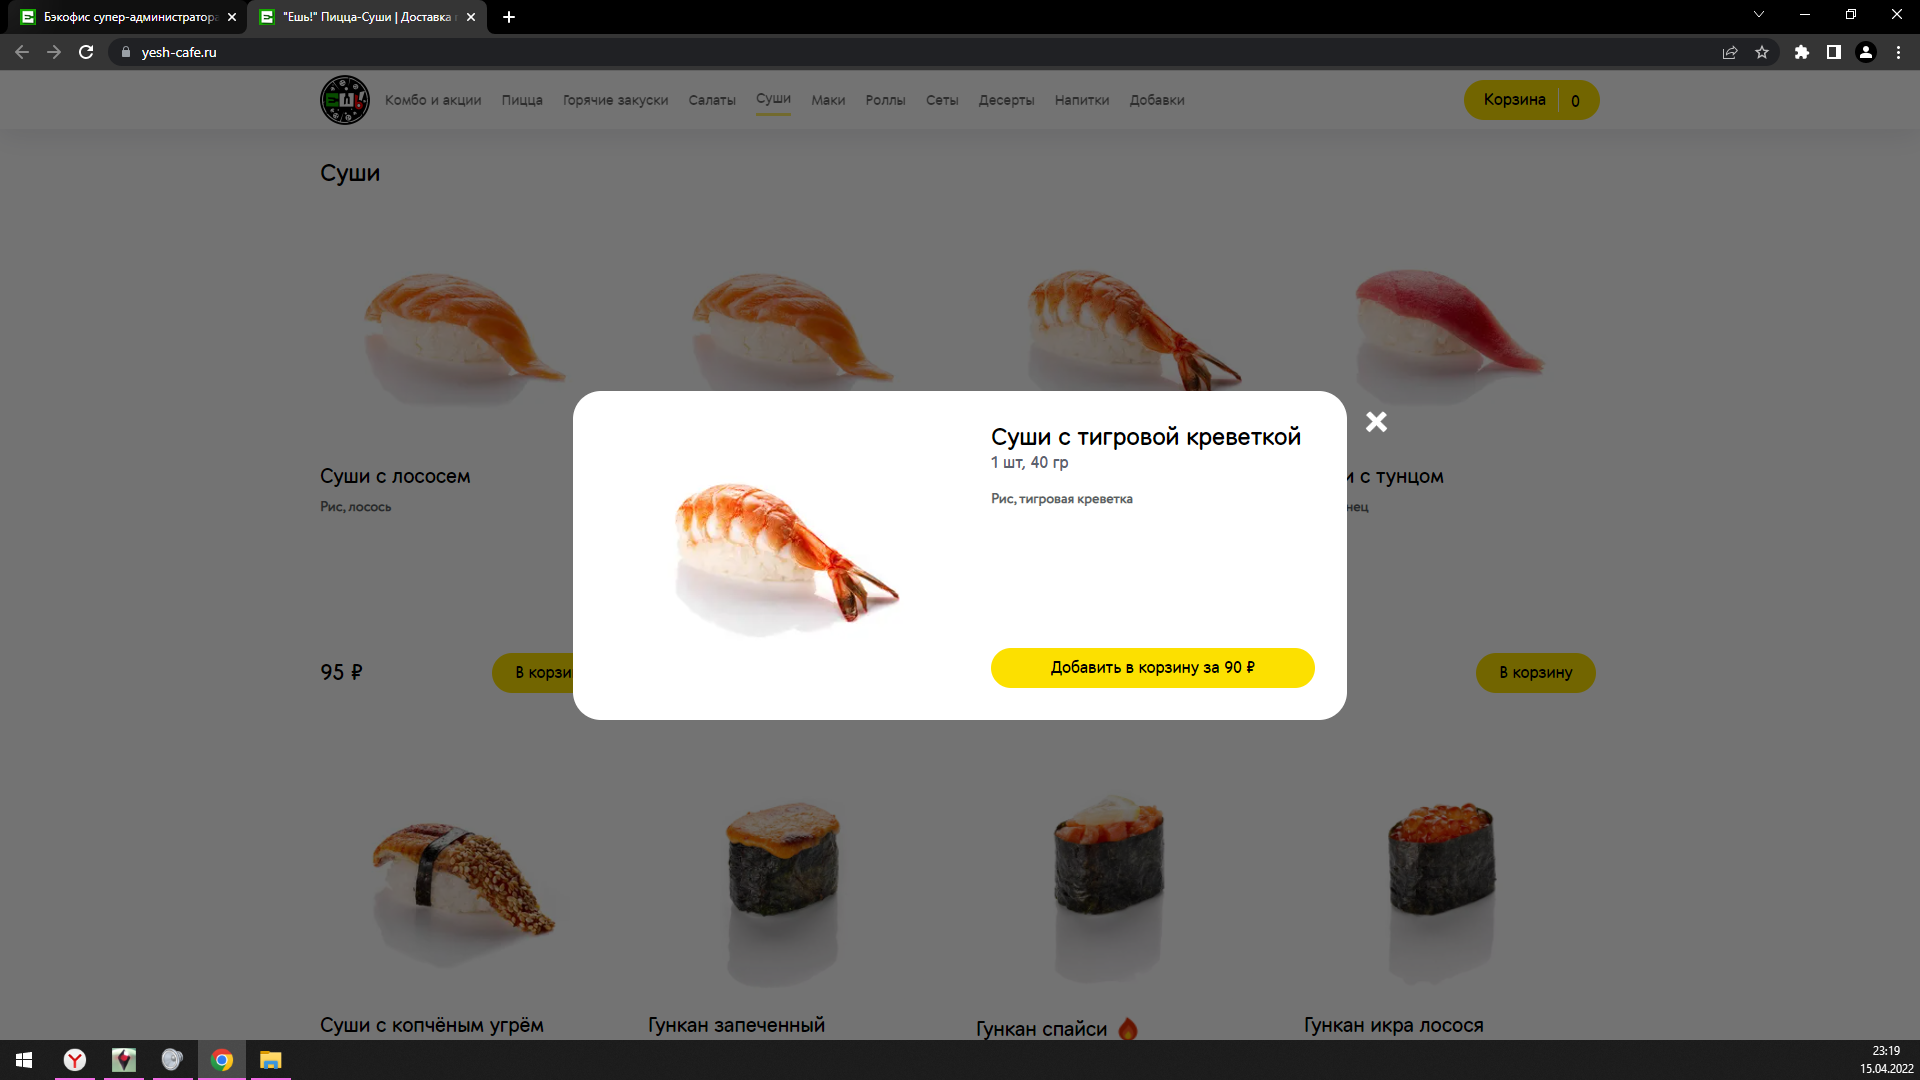 Бэкофис супер-администратора
"Ешь!" Пицца-Суши | Доставка
yesh-cafe.ru
Комбо и акции Пицца Горячие закуски Салаты Суши Маки Роллы Сеты Десерты Напитки Добавки
Корзина 0
Суши
Суши с лососем
Рис, лосось
95 ₽
В корзи
Суши с тигровой креветкой
1 шт, 40 гр
Рис, тигровая креветка
Добавить в корзину за 90 ₽
и с тунцом
нец
В корзину
Суши с копчёным угрём
Гункан запеченный
Гункан спайси
Гункан икра лосося
23:19
15.04.2022